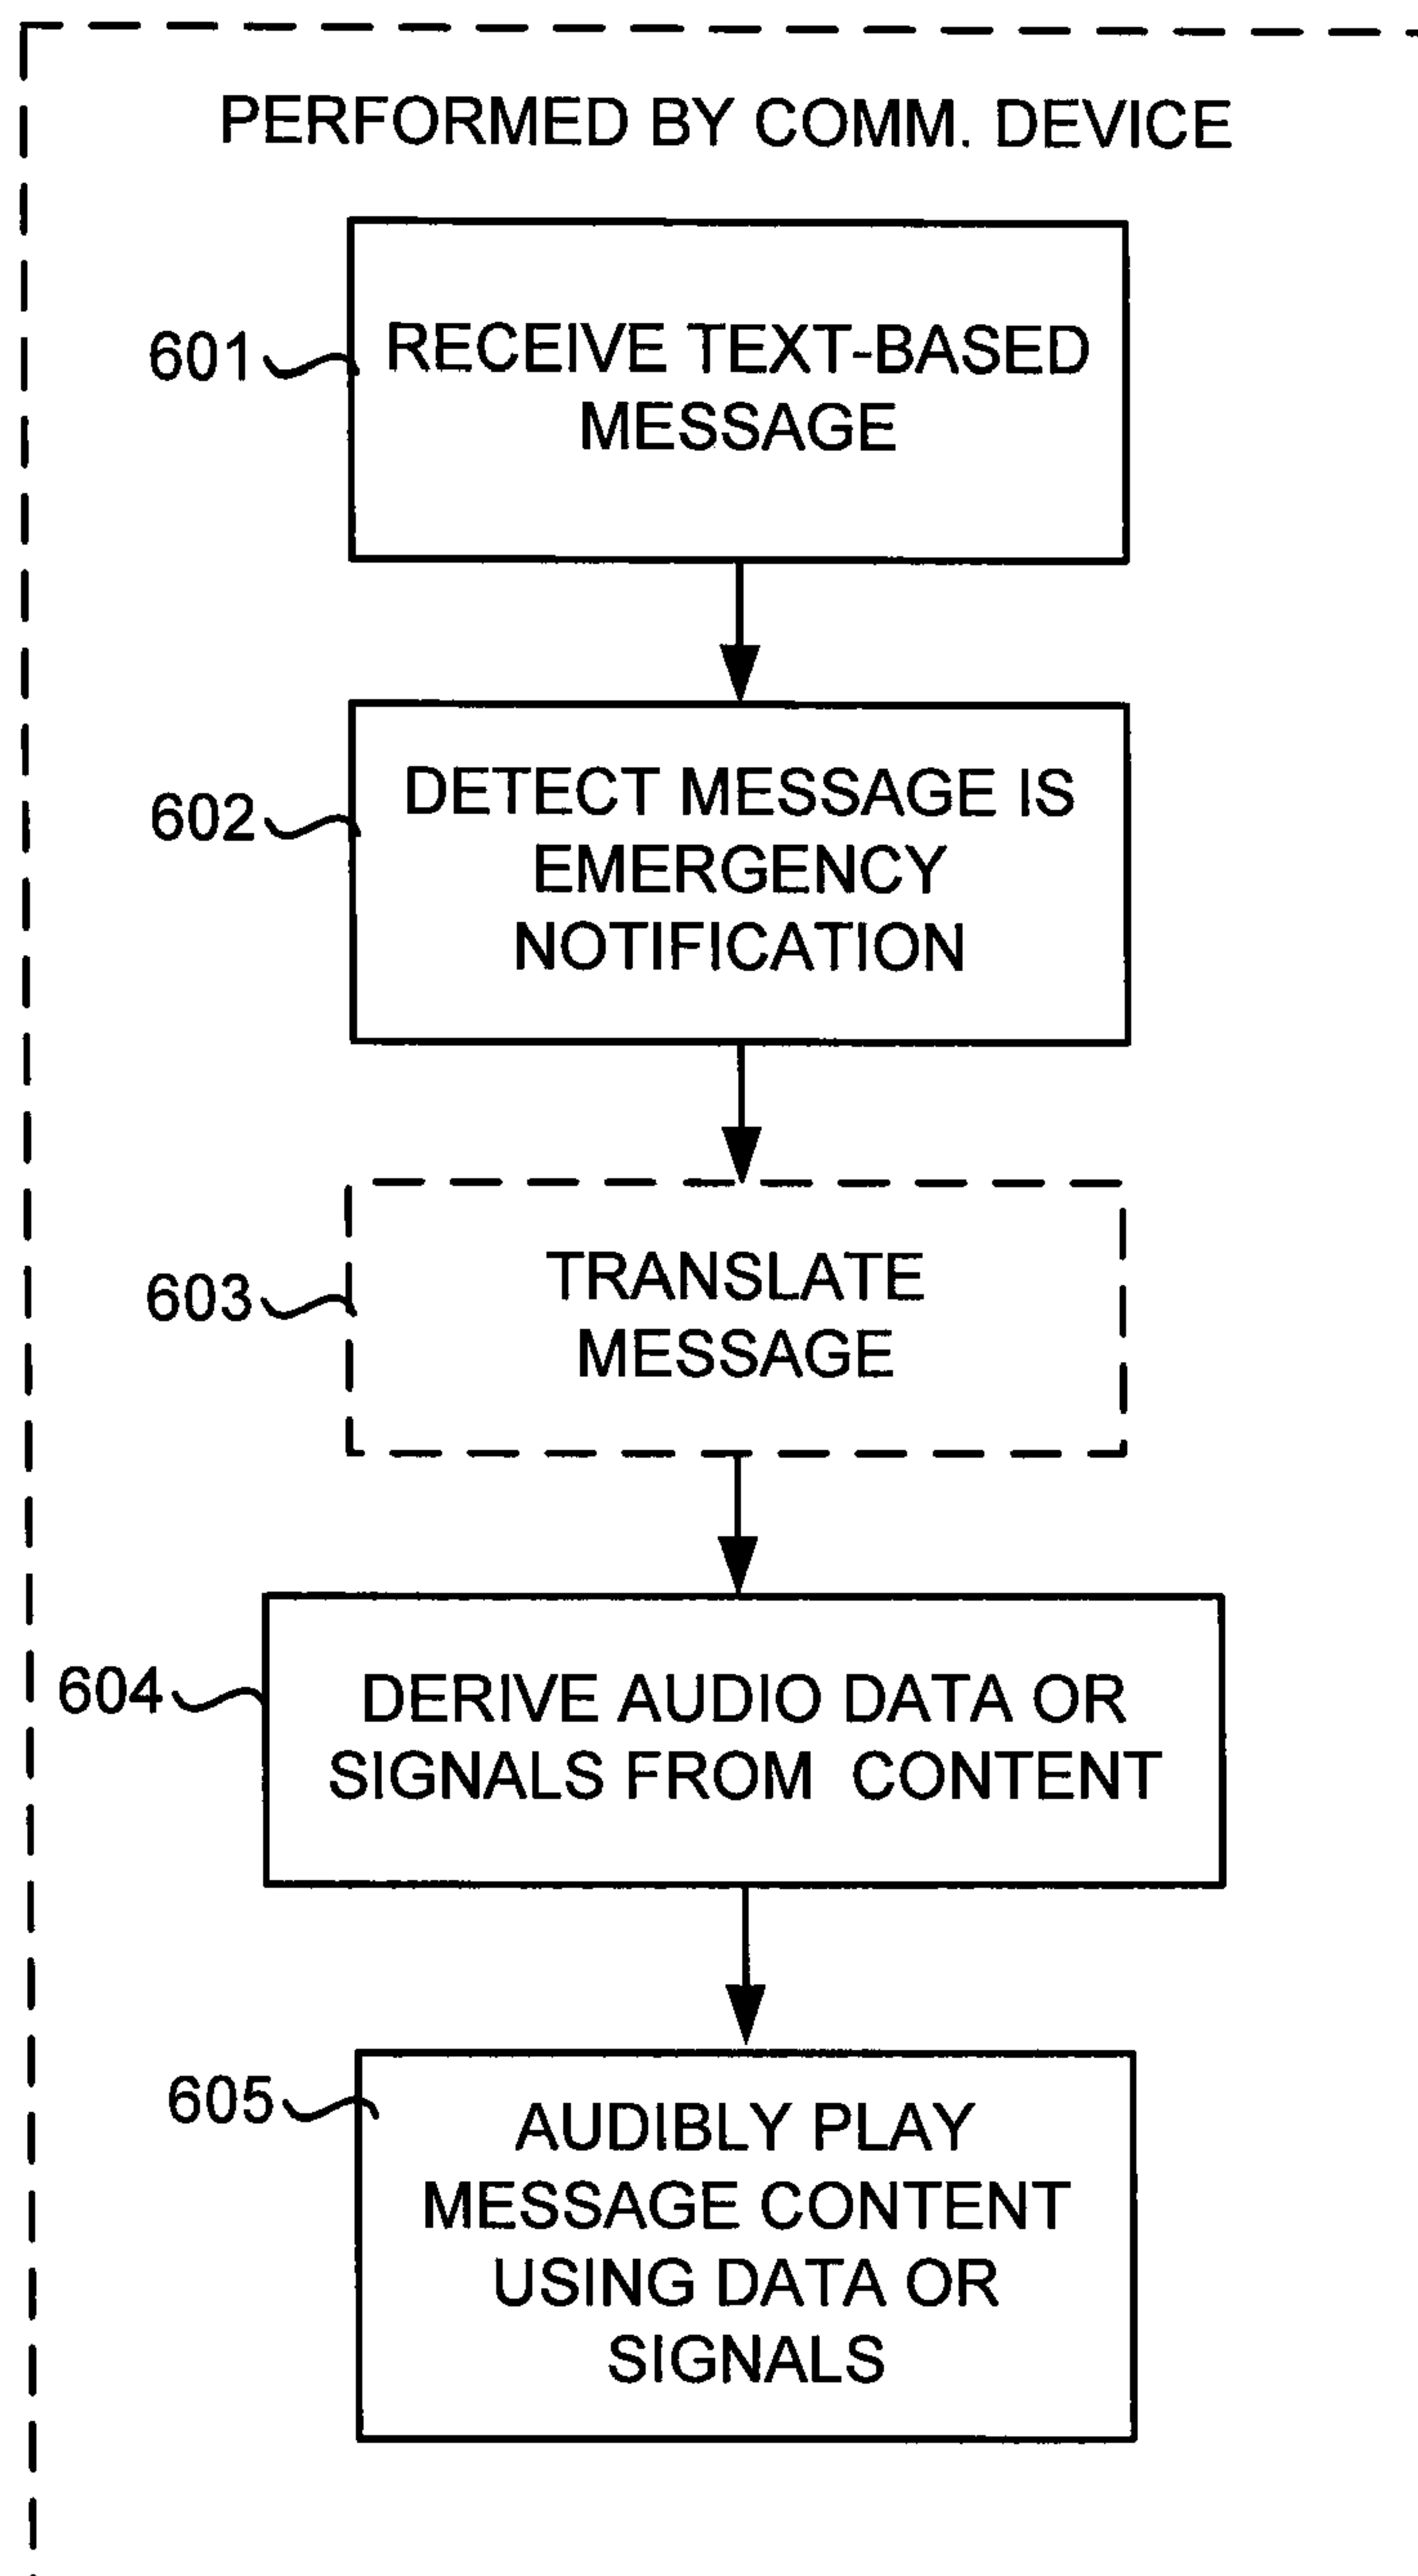 PERFORMED BY COMM. DEVICE
601
RECEIVE TEXT-BASED
MESSAGE
602
DETECT MESSAGE IS
EMERGENCY
NOTIFICATION
603
TRANSLATE
MESSAGE
604
DERIVE AUDIO DATA OR
SIGNALS FROM CONTENT
605
AUDIBLY PLAY
MESSAGE CONTENT
USING DATA OR
SIGNALS